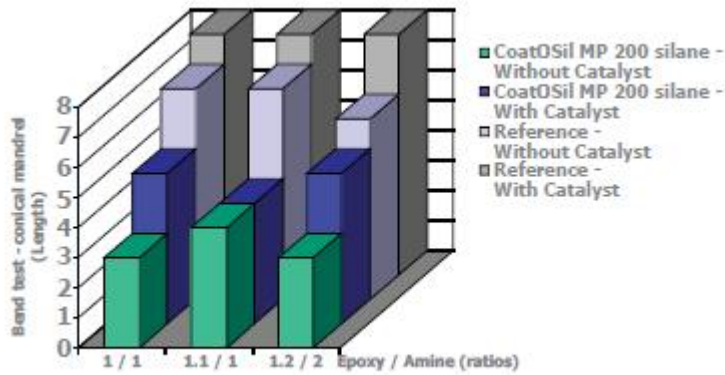 8
7
6
5
4
3
2
1
0
Bend test - conical mandrel
(Length)
1 / 1
1.1 / 1
1.2 / 2
Epoxy / Amine (ratios)
CoatOSil MP 200 silane -
Without Catalyst
CoatOSil MP 200 silane -
With Catalyst
Reference -
Without Catalyst
Reference -
With Catalyst